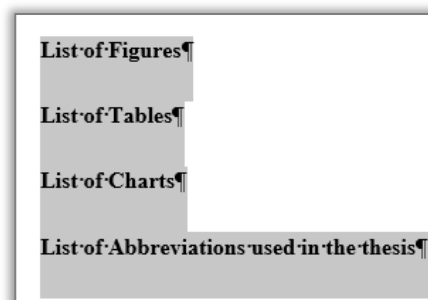 List of Figures¶
List of Tables¶
List of Charts¶
List of Abbreviations used in the thesis¶